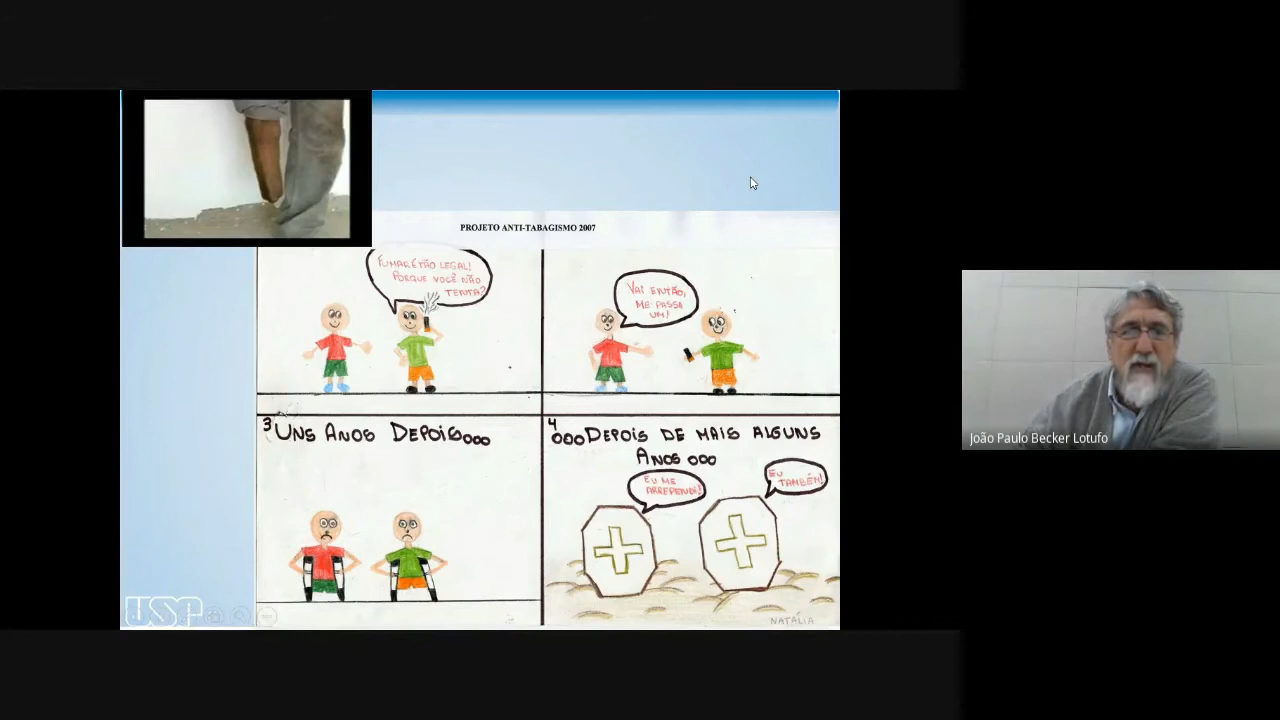 PROJETO ANTI-TABAGISMO 2007
FUMAR É TÃO LEGAL!
PORQUE VOCÊ NÃO
TENTA?
VAI ENTÃO,
ME PASSA
UM!
3
UNS ANOS DEPOIS...
4
...DEPOIS DE MAIS ALGUNS
ANOS...
EU ME
ARREPENDI!
EU
TAMBÉM!
NATÁLIA
USP
João Paulo Becker Lotufo